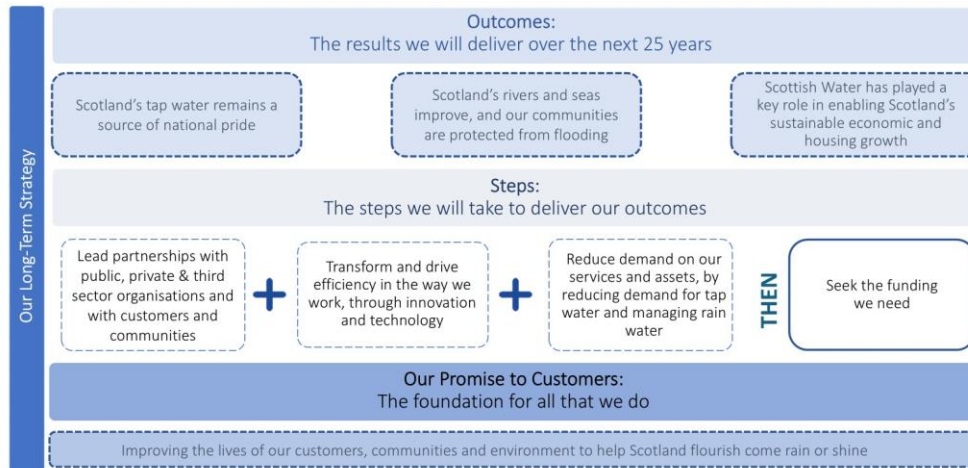 Our Long-Term Strategy
Outcomes:
The results we will deliver over the next 25 years
Scotland's tap water remains a
source of national pride
Scotland's rivers and seas
improve, and our communities
are protected from flooding
Scottish Water has played a
key role in enabling Scotland's
sustainable economic and
housing growth
Steps:
The steps we will take to deliver our outcomes
Lead partnerships with
public, private & third
sector organisations and
with customers and
communities
+
Transform and drive
efficiency in the way we
work, through innovation
and technology
+
Reduce demand on our
services and assets, by
reducing demand for tap
water and managing rain
water
THEN
Seek the funding
we need
Our Promise to Customers:
The foundation for all that we do
Improving the lives of our customers, communities and environment to help Scotland flourish come rain or shine